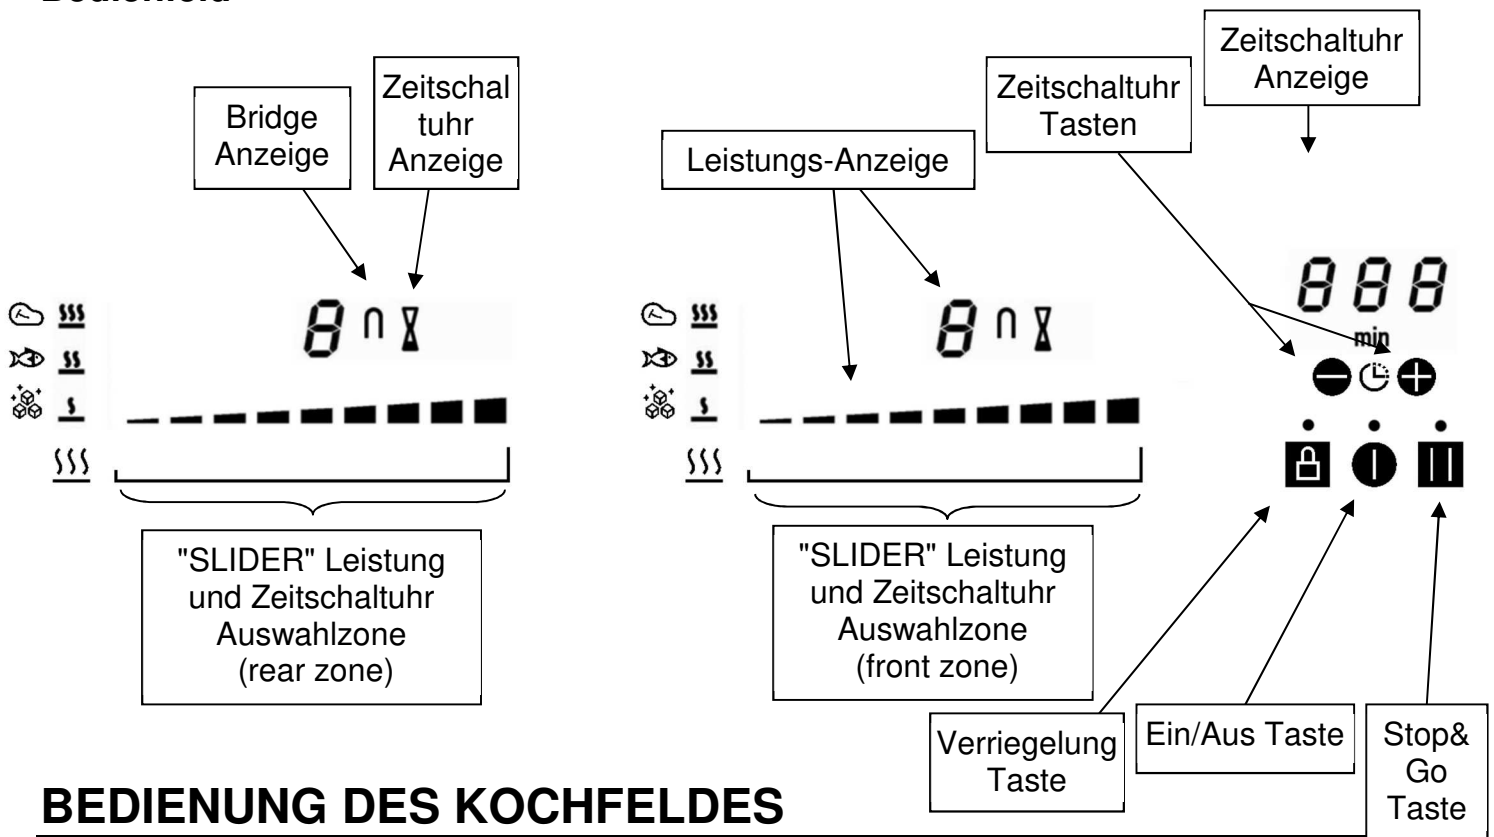 Bedienfeld
Bridge
Anzeige
Zeitschal
tuhr
Anzeige
Leistungs-Anzeige
Zeitschaltuhr
Tasten
Zeitschaltuhr
Anzeige
8
8
888
min
"SLIDER" Leistung
und Zeitschaltuhr
Auswahlzone
(rear zone)
"SLIDER" Leistung
und Zeitschaltuhr
Auswahlzone
(front zone)
Verriegelung
Taste
Ein/Aus Taste
Stop&
Go
Taste
BEDIENUNG DES KOCHFELDES